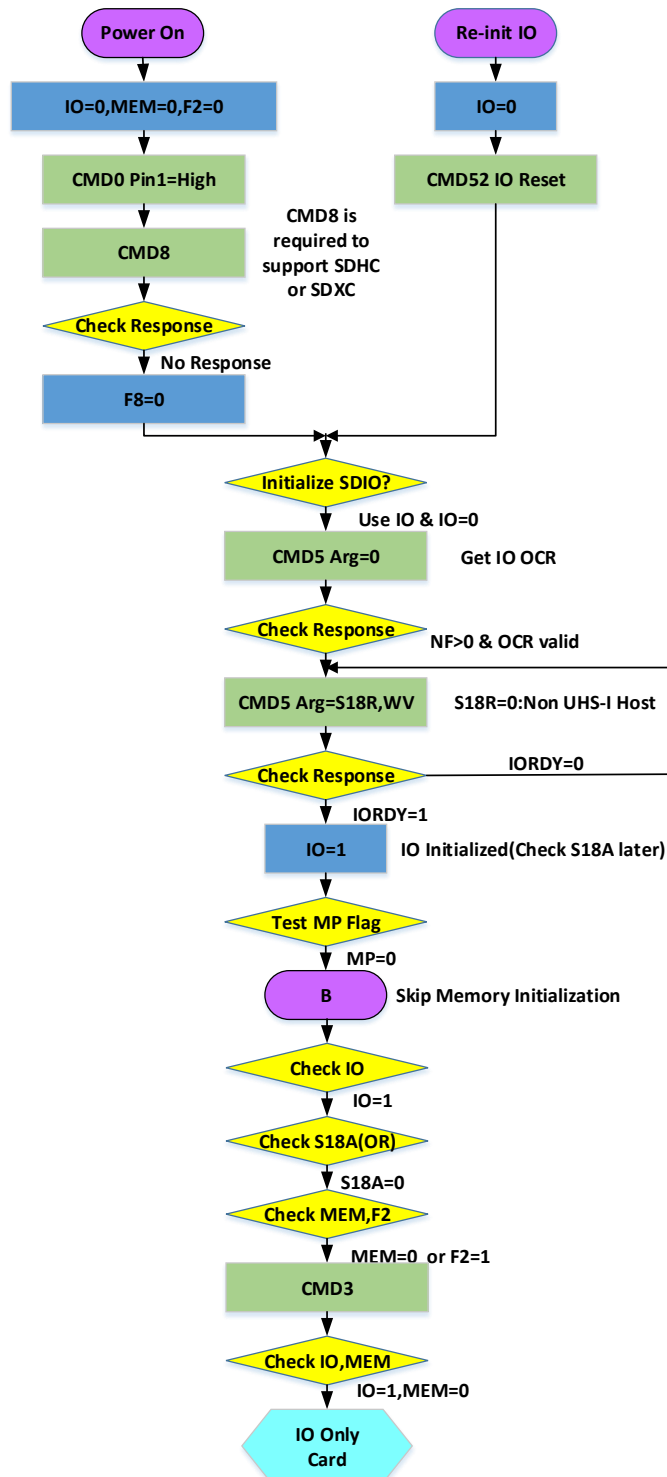 Power On
Re-init IO
IO=0,MEM=0,F2=0
IO=0
CMD0 Pin1=High
CMD52 IO Reset
CMD8
CMD8 is
required to
support SDHC
or SDXC
Check Response
No Response
F8=0
Initialize SDIO?
Use IO & IO=0
CMD5 Arg=0
Get IO OCR
Check Response
NF>0 & OCR valid
CMD5 Arg=S18R,WV
S18R=0:Non UHS-I Host
Check Response
IORDY=0
IORDY=1
IO=1
IO Initialized(Check S18A later)
Test MP Flag
MP=0
B
Skip Memory Initialization
Check IO
IO=1
Check S18A(OR)
S18A=0
Check MEM,F2
MEM=0 or F2=1
CMD3
Check IO,MEM
IO=1,MEM=0
IO Only
Card